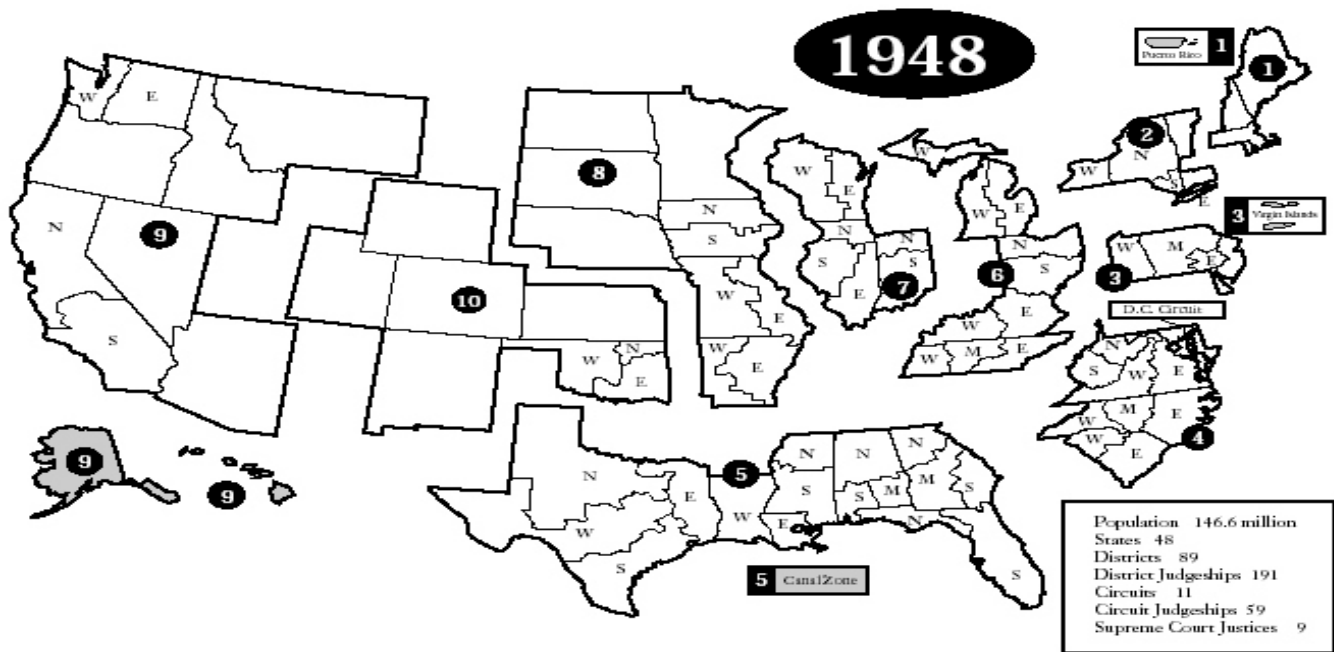 1948
Puerto Rico 1
1
2
N
W
S
E
3 Virgin Islands
W
E
8
W
W
E
N
9
N
S
N
S
N
S
E
W
E
N
S
7
6
N
S
W
M
E
3
D.C. Circuit
10
S
W
E
W
E
W
E
W
M
E
W
N
E
W
E
N
S
W
E
W
M
E
W
E
4
9
9
N
E
W
S
5
N
S
W
E
N
S
M
N
M
S
N
S
5 CanalZone
Population 146.6 million
States 48
Districts 89
District Judgeships 191
Circuits 11
Circuit Judgeships 59
Supreme Court Justices 9